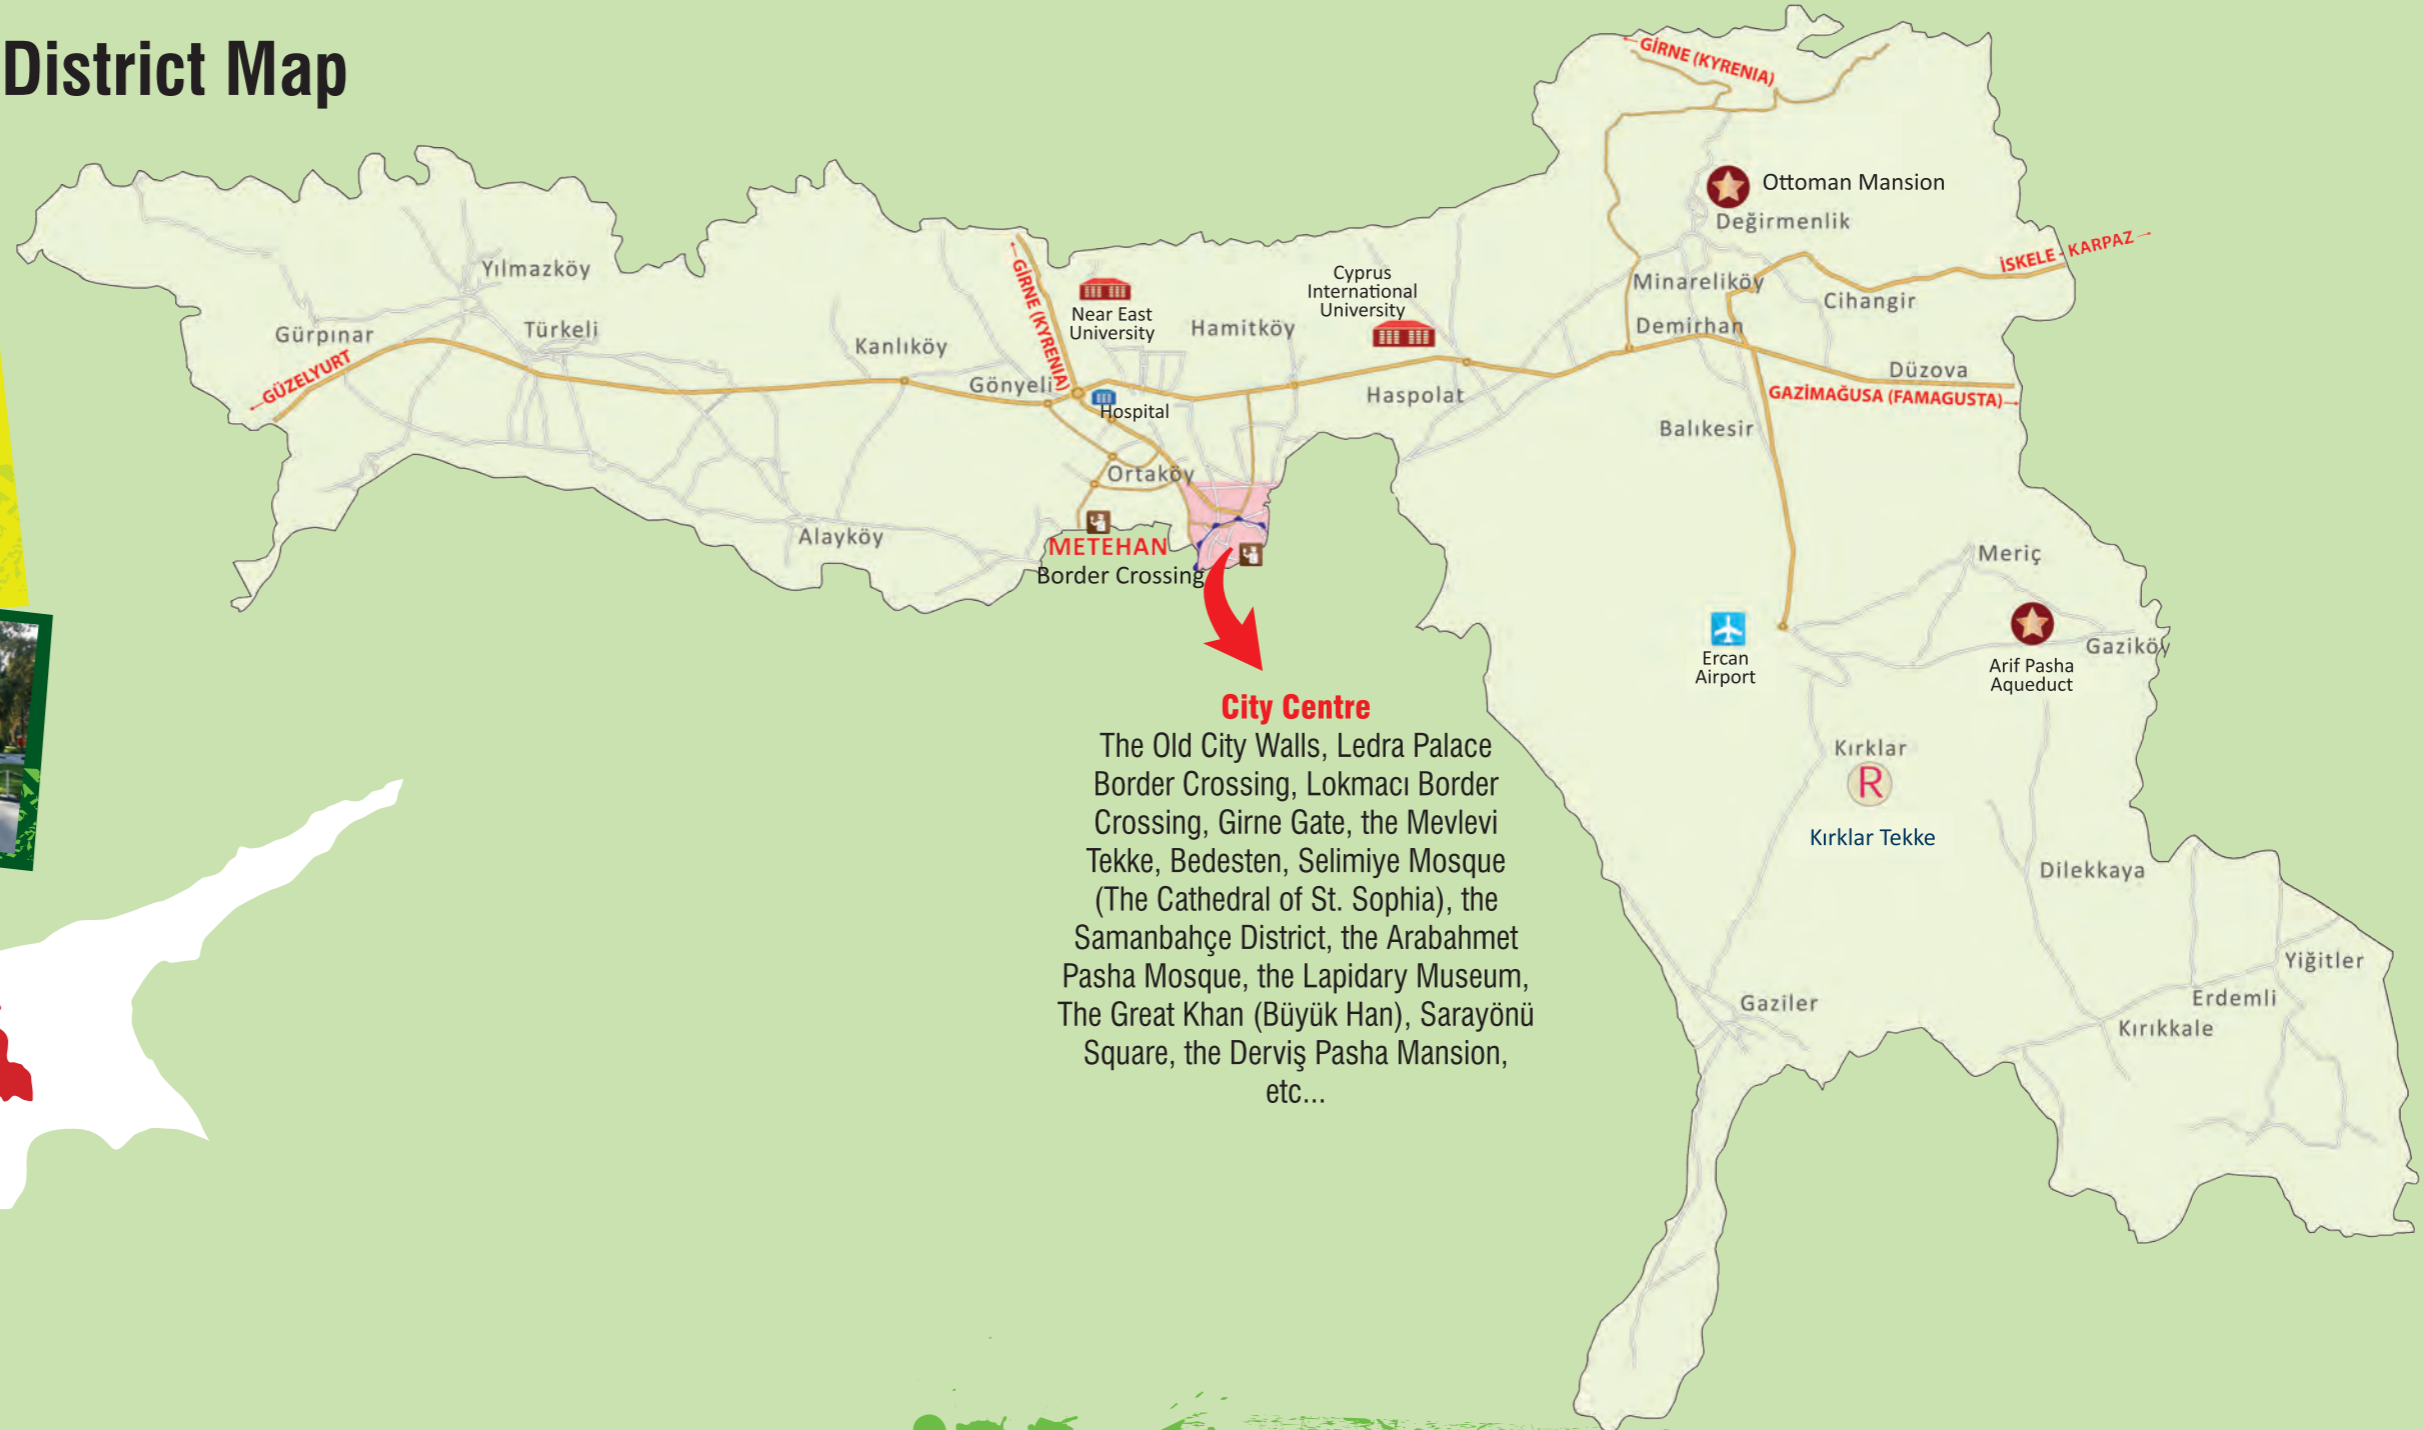 District Map
←GİRNE (KYRENIA)
Ottoman Mansion
Değirmenlik
İSKELE - KARPAZ→
Yılmazköy
←GİRNE (KYRENIA)
Near East
University
Cyprus
International
University
Hamitköy
Minareliköy
Cihangir
Gürpınar
Türkeli
Kanlıköy
Demirhan
←GÜZELYURT
Gönyeli
Hospital
Haspolat
Düzova
GAZİMAĞUSA (FAMAGUSTA)→
Balıkesir
Ortaköy
Alayköy
METEHAN
Border Crossing
Meriç
Ercan
Airport
Arif Pasha
Aqueduct
Gaziköy
City Centre
The Old City Walls, Ledra Palace
Border Crossing, Lokmacı Border
Crossing, Girne Gate, the Mevlevi
Tekke, Bedesten, Selimiye Mosque
(The Cathedral of St. Sophia), the
Samanbahçe District, the Arabahmet
Pasha Mosque, the Lapidary Museum,
The Great Khan (Büyük Han), Sarayönü
Square, the Derviş Pasha Mansion,
etc...
Kırklar
R
Kırklar Tekke
Dilekkaya
Yiğitler
Erdemli
Gaziler
Kırıkkale